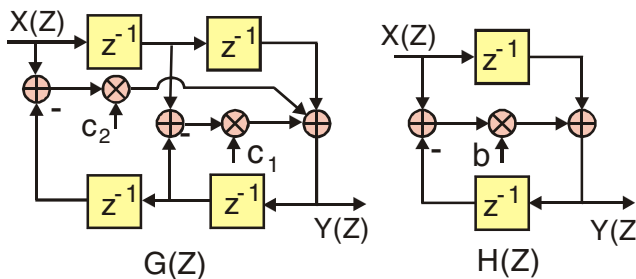 X(Z)
z⁻¹
z⁻¹
-
c₂
-
c₁
z⁻¹
z⁻¹
Y(Z)
G(Z)
X(Z)
z⁻¹
-
b
z⁻¹
Y(Z
H(Z)